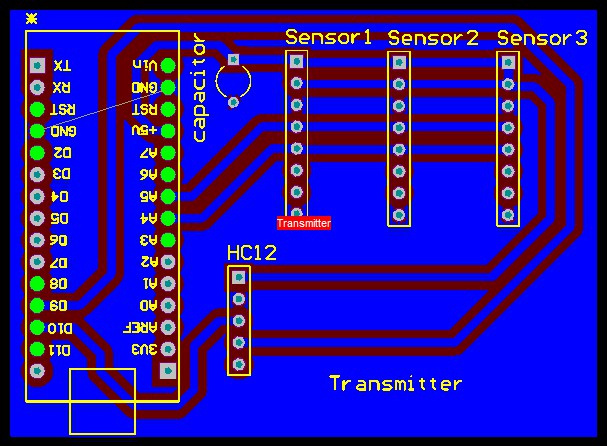 *
Sensor1 Sensor2 Sensor3
capacitor
TX Vin
RX GND
RST RST
GND +5V
D2 A7
D3 A6
D4 A5
D5 A4
D6 A3
D7 A2
D8 A1
D9 A0
D10 AREF
D11 3V3
Transmitter
HC12
Transmitter